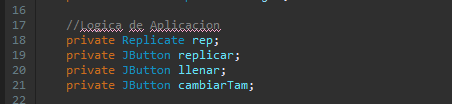 16
17 //Logica de Aplicacion
18 private Replicate rep;
19 private JButton replicar;
20 private JButton llenar;
21 private JButton cambiarTam;
22